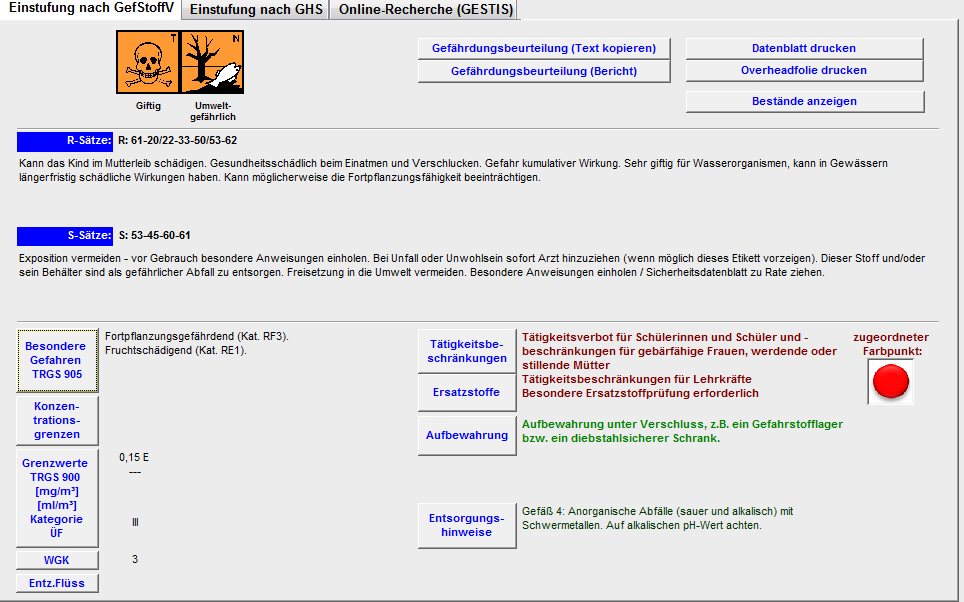 Einstufung nach GefStoffV
Einstufung nach GHS
Online-Recherche (GESTIS)
T
N
Giftig
Umwelt-
gefährlich
Gefährdungsbeurteilung (Text kopieren)
Gefährdungsbeurteilung (Bericht)
Datenblatt drucken
Overheadfolie drucken
Bestände anzeigen
R-Sätze: R: 61-20/22-33-50/53-62
Kann das Kind im Mutterleib schädigen. Gesundheitsschädlich beim Einatmen und Verschlucken. Gefahr kumulativer Wirkung. Sehr giftig für Wasserorganismen, kann in Gewässern
längerfristig schädliche Wirkungen haben. Kann möglicherweise die Fortpflanzungsfähigkeit beeinträchtigen.
S-Sätze: S: 53-45-60-61
Exposition vermeiden - vor Gebrauch besondere Anweisungen einholen. Bei Unfall oder Unwohlsein sofort Arzt hinzuziehen (wenn möglich dieses Etikett vorzeigen). Dieser Stoff und/oder
sein Behälter sind als gefährlicher Abfall zu entsorgen. Freisetzung in die Umwelt vermeiden. Besondere Anweisungen einholen / Sicherheitsdatenblatt zu Rate ziehen.
Besondere
Gefahren
TRGS 905
Fortpflanzungsgefährdend (Kat. RF3).
Fruchtschädigend (Kat. RE1).
Konzen-
trations-
grenzen
Grenzwerte
TRGS 900
[mg/m³]
[ml/m³]
Kategorie
ÜF
0,15 E
---
III
WGK
3
Entz.Flüss
Tätigkeitsbe-
schränkungen
Tätigkeitsverbot für Schülerinnen und Schüler und -
beschränkungen für gebärfähige Frauen, werdende oder
stillende Mütter
Tätigkeitsbeschränkungen für Lehrkräfte
Besondere Ersatzstoffprüfung erforderlich
Ersatzstoffe
Aufbewahrung
Aufbewahrung unter Verschluss, z.B. ein Gefahrstofflager
bzw. ein diebstahlsicherer Schrank.
Entsorgungs-
hinweise
Gefäß 4: Anorganische Abfälle (sauer und alkalisch) mit
Schwermetallen. Auf alkalischen pH-Wert achten.
zugeordneter
Farbpunkt: